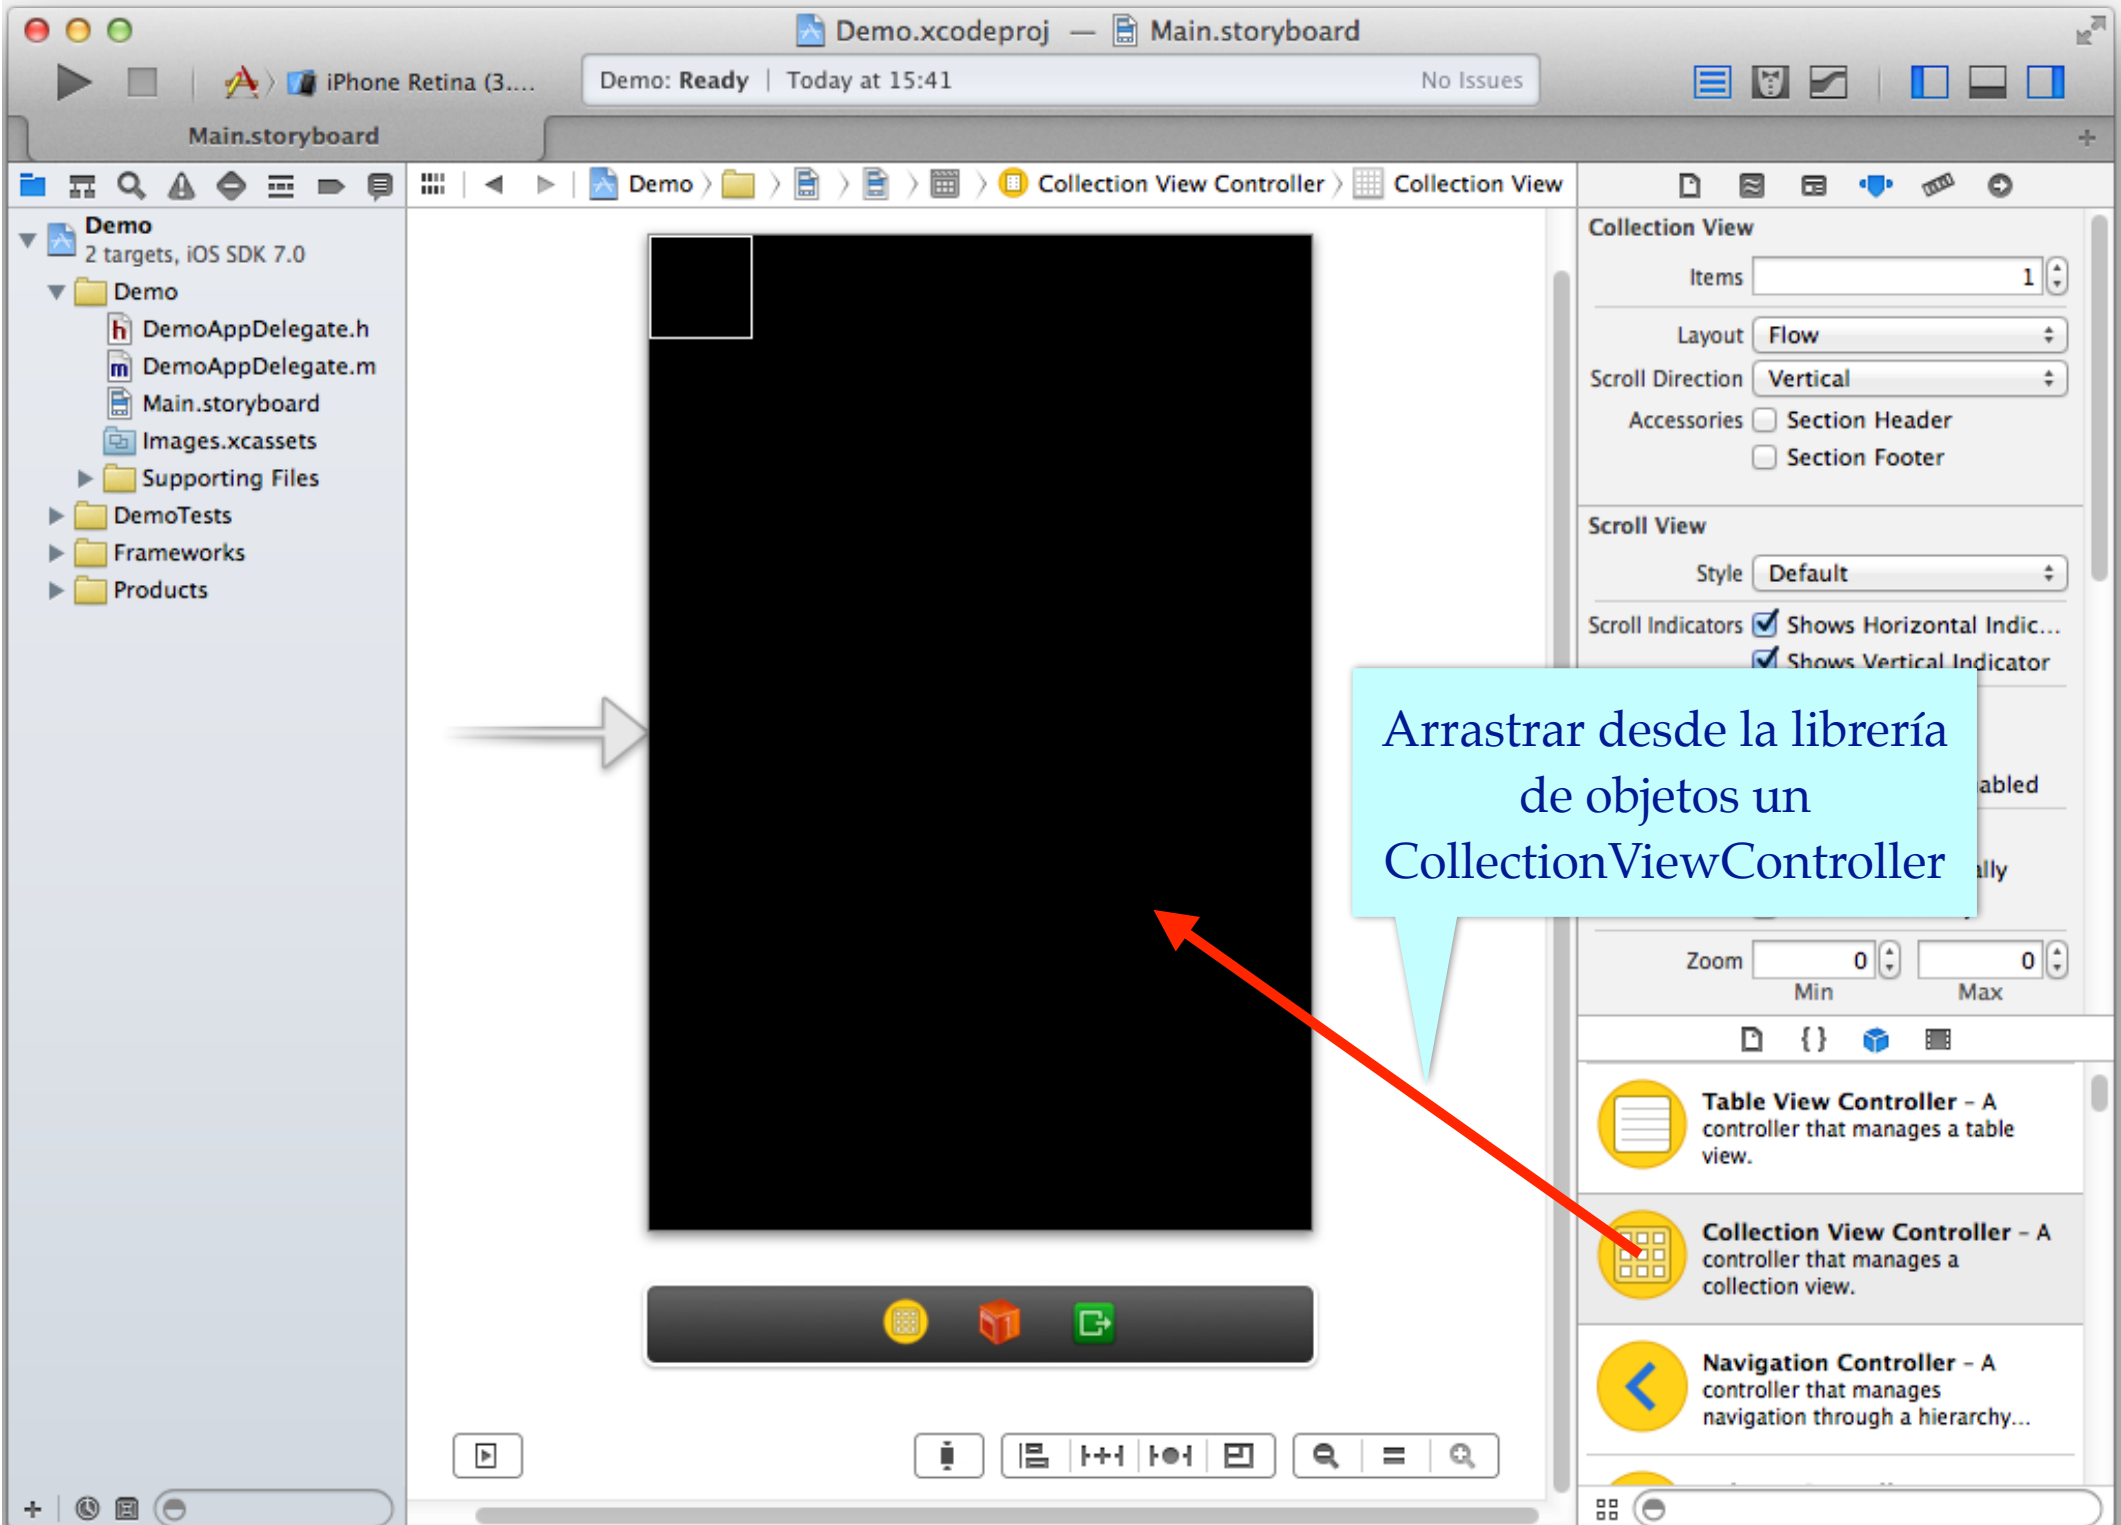 Demo.xcodeproj — Main.storyboard
iPhone Retina (3....
Demo: Ready | Today at 15:41
No Issues
Main.storyboard
Demo
Collection View Controller
Collection View
Demo
2 targets, iOS SDK 7.0
Demo
h DemoAppDelegate.h
m DemoAppDelegate.m
Main.storyboard
Images.xcassets
Supporting Files
DemoTests
Frameworks
Products
Collection View
Items 1
Layout Flow
Scroll Direction Vertical
Accessories Section Header
Section Footer
Scroll View
Style Default
Scroll Indicators Shows Horizontal Indic...
Shows Vertical Indicator
Arrastrar desde la librería
de objetos un
CollectionViewController
abled
ally
Zoom 0 0
Min Max
{ }
Table View Controller – A
controller that manages a table
view.
Collection View Controller – A
controller that manages a
collection view.
Navigation Controller – A
controller that manages
navigation through a hierarchy...